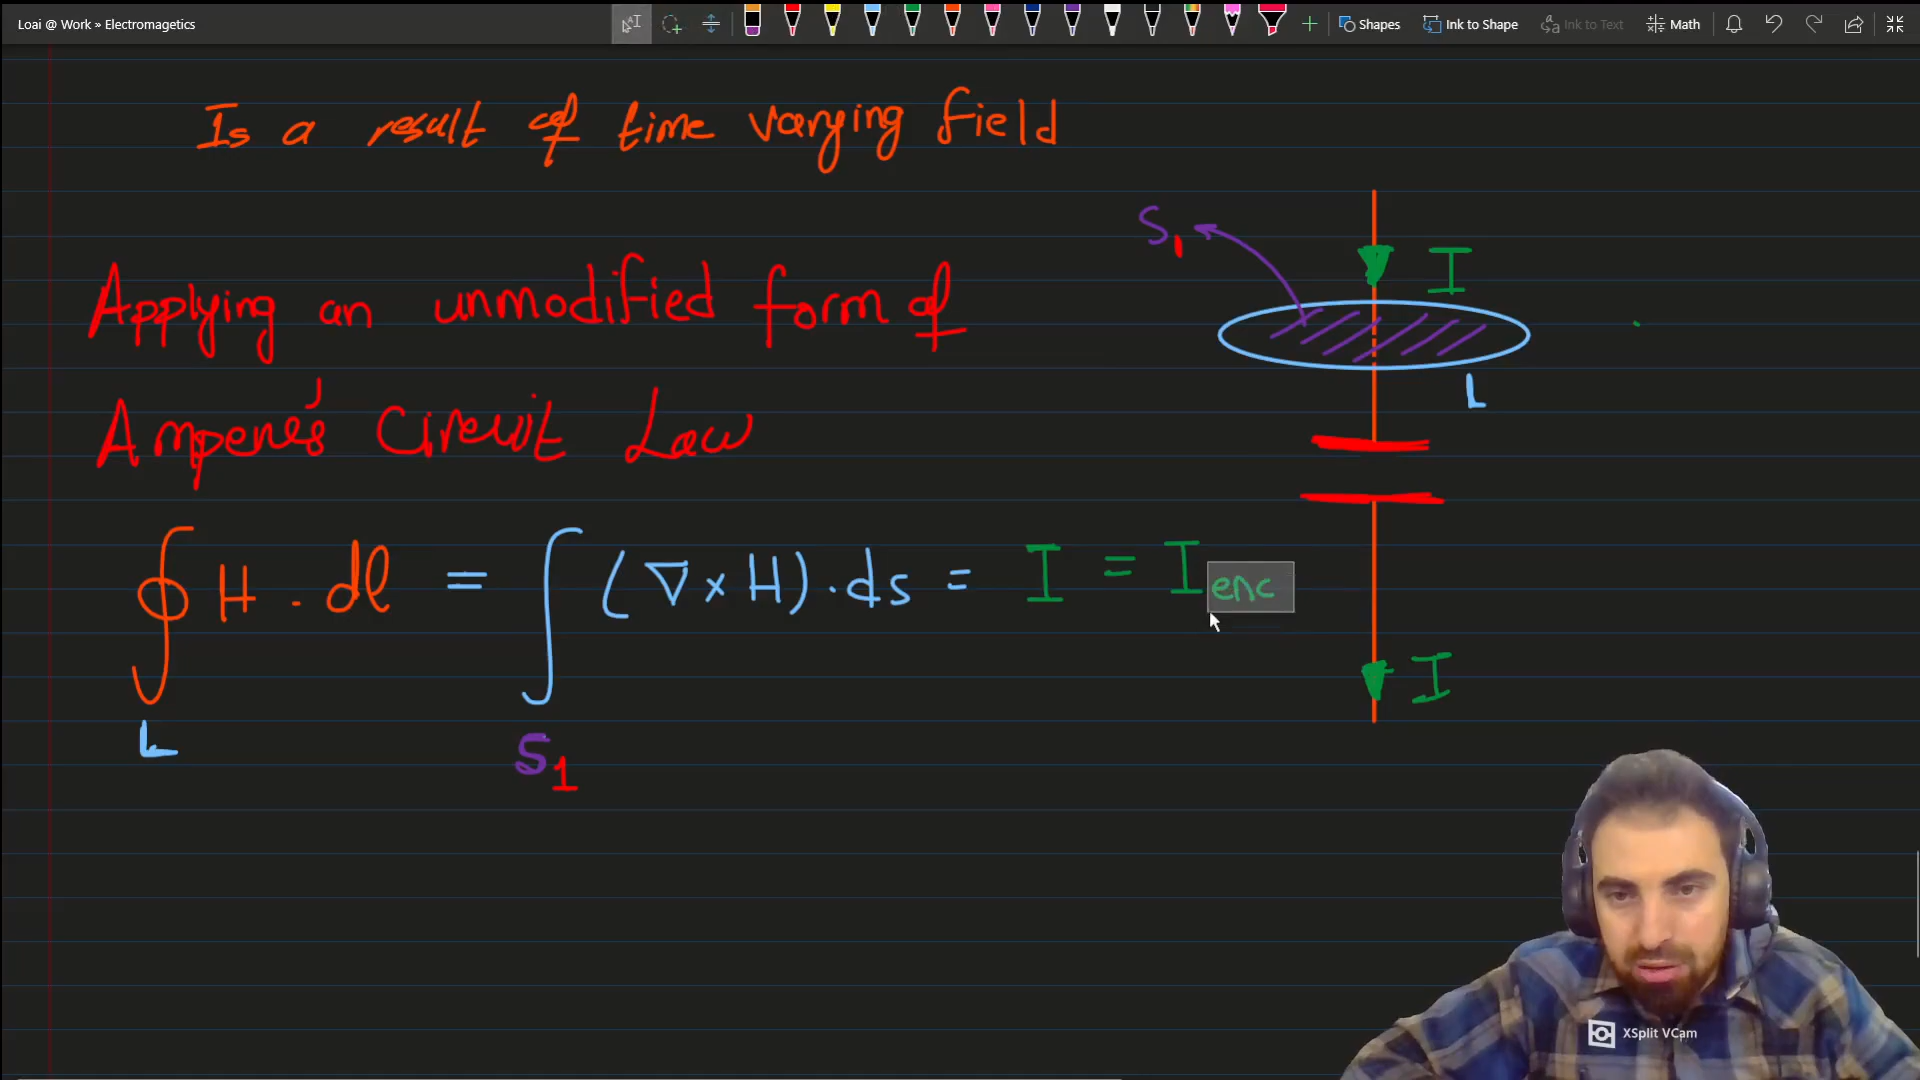 Loai @ Work » Electromagetics
Shapes Ink to Shape Ink to Text Math
Is a result of time varying field
S1
I
Applying an unmodified form of
L
Ampere's Circuit Law
∮ H . dl = ∫ (∇ × H) . ds = I = I enc
I
L
S1
XSplit VCam